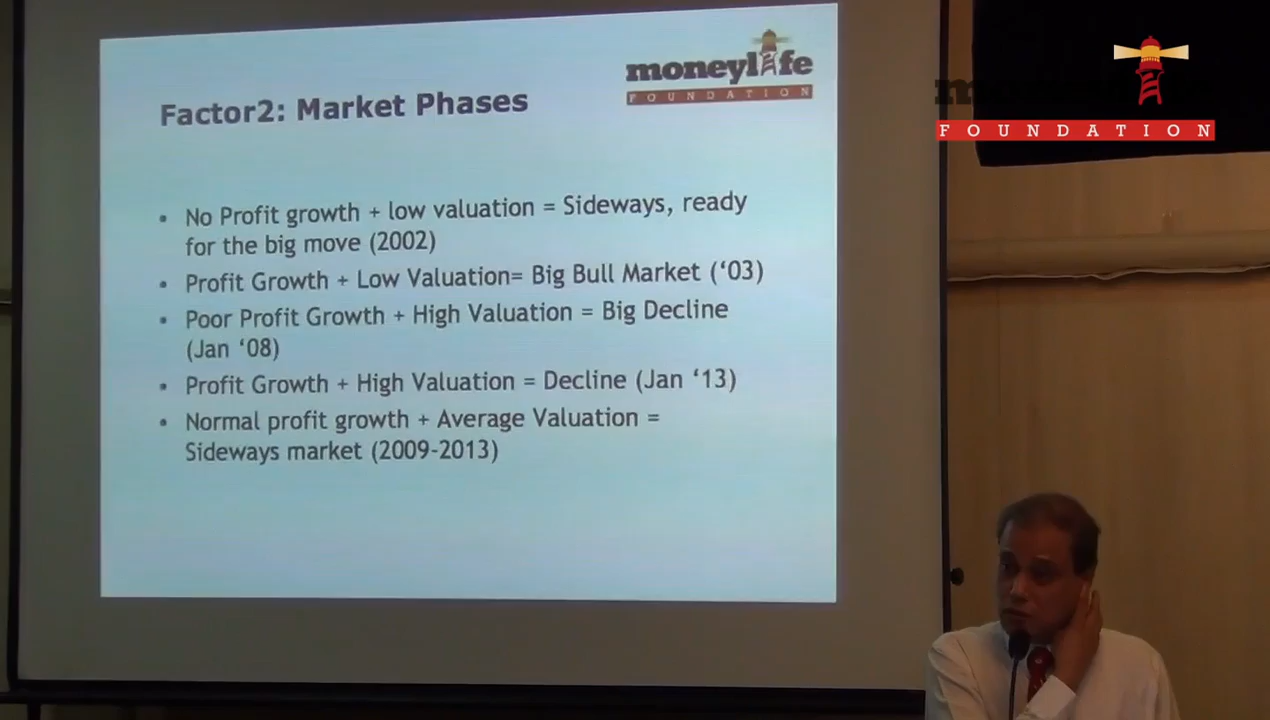 moneylife
FOUNDATION
Factor2: Market Phases
• No Profit growth + low valuation = Sideways, ready
for the big move (2002)
• Profit Growth + Low Valuation= Big Bull Market (‘03)
• Poor Profit Growth + High Valuation = Big Decline
(Jan ‘08)
• Profit Growth + High Valuation = Decline (Jan ‘13)
• Normal profit growth + Average Valuation =
Sideways market (2009-2013)
moneylife
FOUNDATION